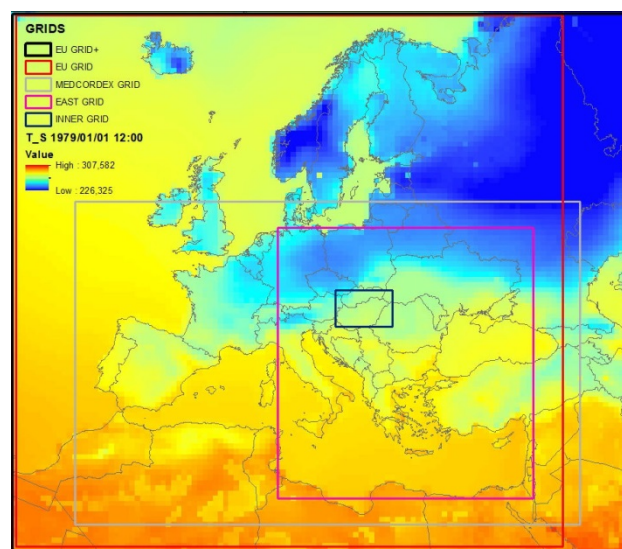 GRIDS
EU GRID+
EU GRID
MEDCORDEX GRID
EAST GRID
INNER GRID
T_S 1979/01/01 12:00
Value
High : 307,582
Low : 226,325